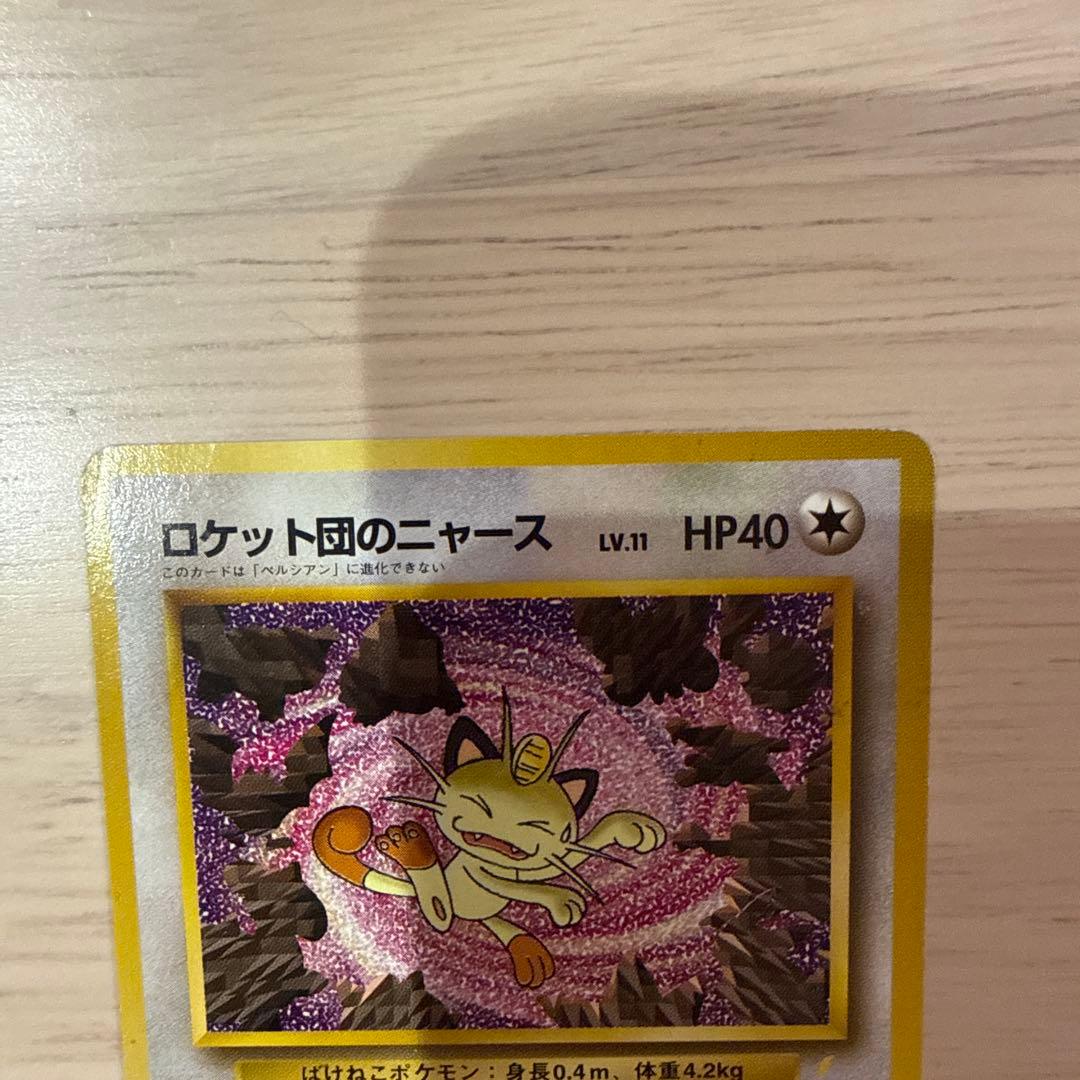 ロケット団のニャース LV.11 HP40
このカードは「ペルシアン」に進化できない
ばけねこポケモン：身長0.4m、体重4.2kg